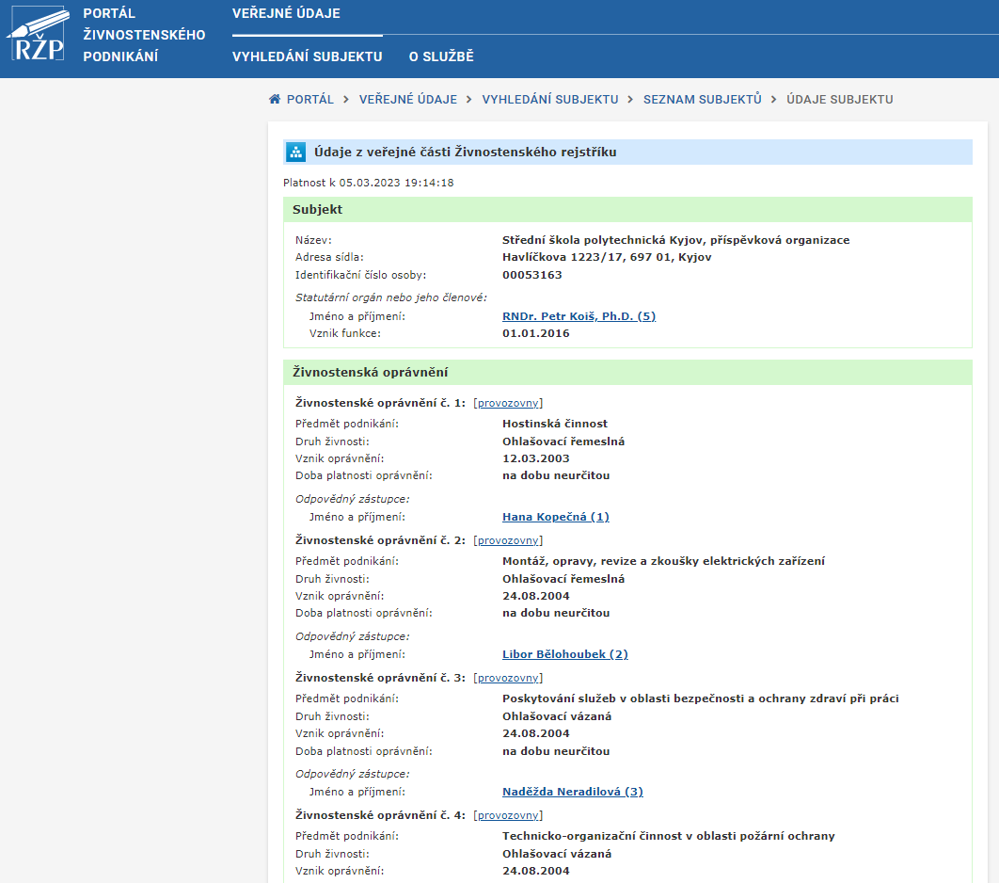 RŽP
PORTÁL
ŽIVNOSTENSKÉHO
PODNIKÁNÍ
VEŘEJNÉ ÚDAJE
VYHLEDÁNÍ SUBJEKTU O SLUŽBĚ
PORTÁL > VEŘEJNÉ ÚDAJE > VYHLEDÁNÍ SUBJEKTU > SEZNAM SUBJEKTŮ > ÚDAJE SUBJEKTU
Údaje z veřejné části Živnostenského rejstříku
Platnost k 05.03.2023 19:14:18
Subjekt
Název: Střední škola polytechnická Kyjov, příspěvková organizace
Adresa sídla: Havlíčkova 1223/17, 697 01, Kyjov
Identifikační číslo osoby: 00053163
Statutární orgán nebo jeho členové:
Jméno a příjmení: RNDr. Petr Koiš, Ph.D. (5)
Vznik funkce: 01.01.2016
Živnostenská oprávnění
Živnostenské oprávnění č. 1: [provozovny]
Předmět podnikání: Hostinská činnost
Druh živnosti: Ohlašovací řemeslná
Vznik oprávnění: 12.03.2003
Doba platnosti oprávnění: na dobu neurčitou
Odpovědný zástupce:
Jméno a příjmení: Hana Kopečná (1)
Živnostenské oprávnění č. 2: [provozovny]
Předmět podnikání: Montáž, opravy, revize a zkoušky elektrických zařízení
Druh živnosti: Ohlašovací řemeslná
Vznik oprávnění: 24.08.2004
Doba platnosti oprávnění: na dobu neurčitou
Odpovědný zástupce:
Jméno a příjmení: Libor Bělohoubek (2)
Živnostenské oprávnění č. 3: [provozovny]
Předmět podnikání: Poskytování služeb v oblasti bezpečnosti a ochrany zdraví při práci
Druh živnosti: Ohlašovací vázaná
Vznik oprávnění: 24.08.2004
Doba platnosti oprávnění: na dobu neurčitou
Odpovědný zástupce:
Jméno a příjmení: Naděžda Neradilová (3)
Živnostenské oprávnění č. 4: [provozovny]
Předmět podnikání: Technicko-organizační činnost v oblasti požární ochrany
Druh živnosti: Ohlašovací vázaná
Vznik oprávnění: 24.08.2004